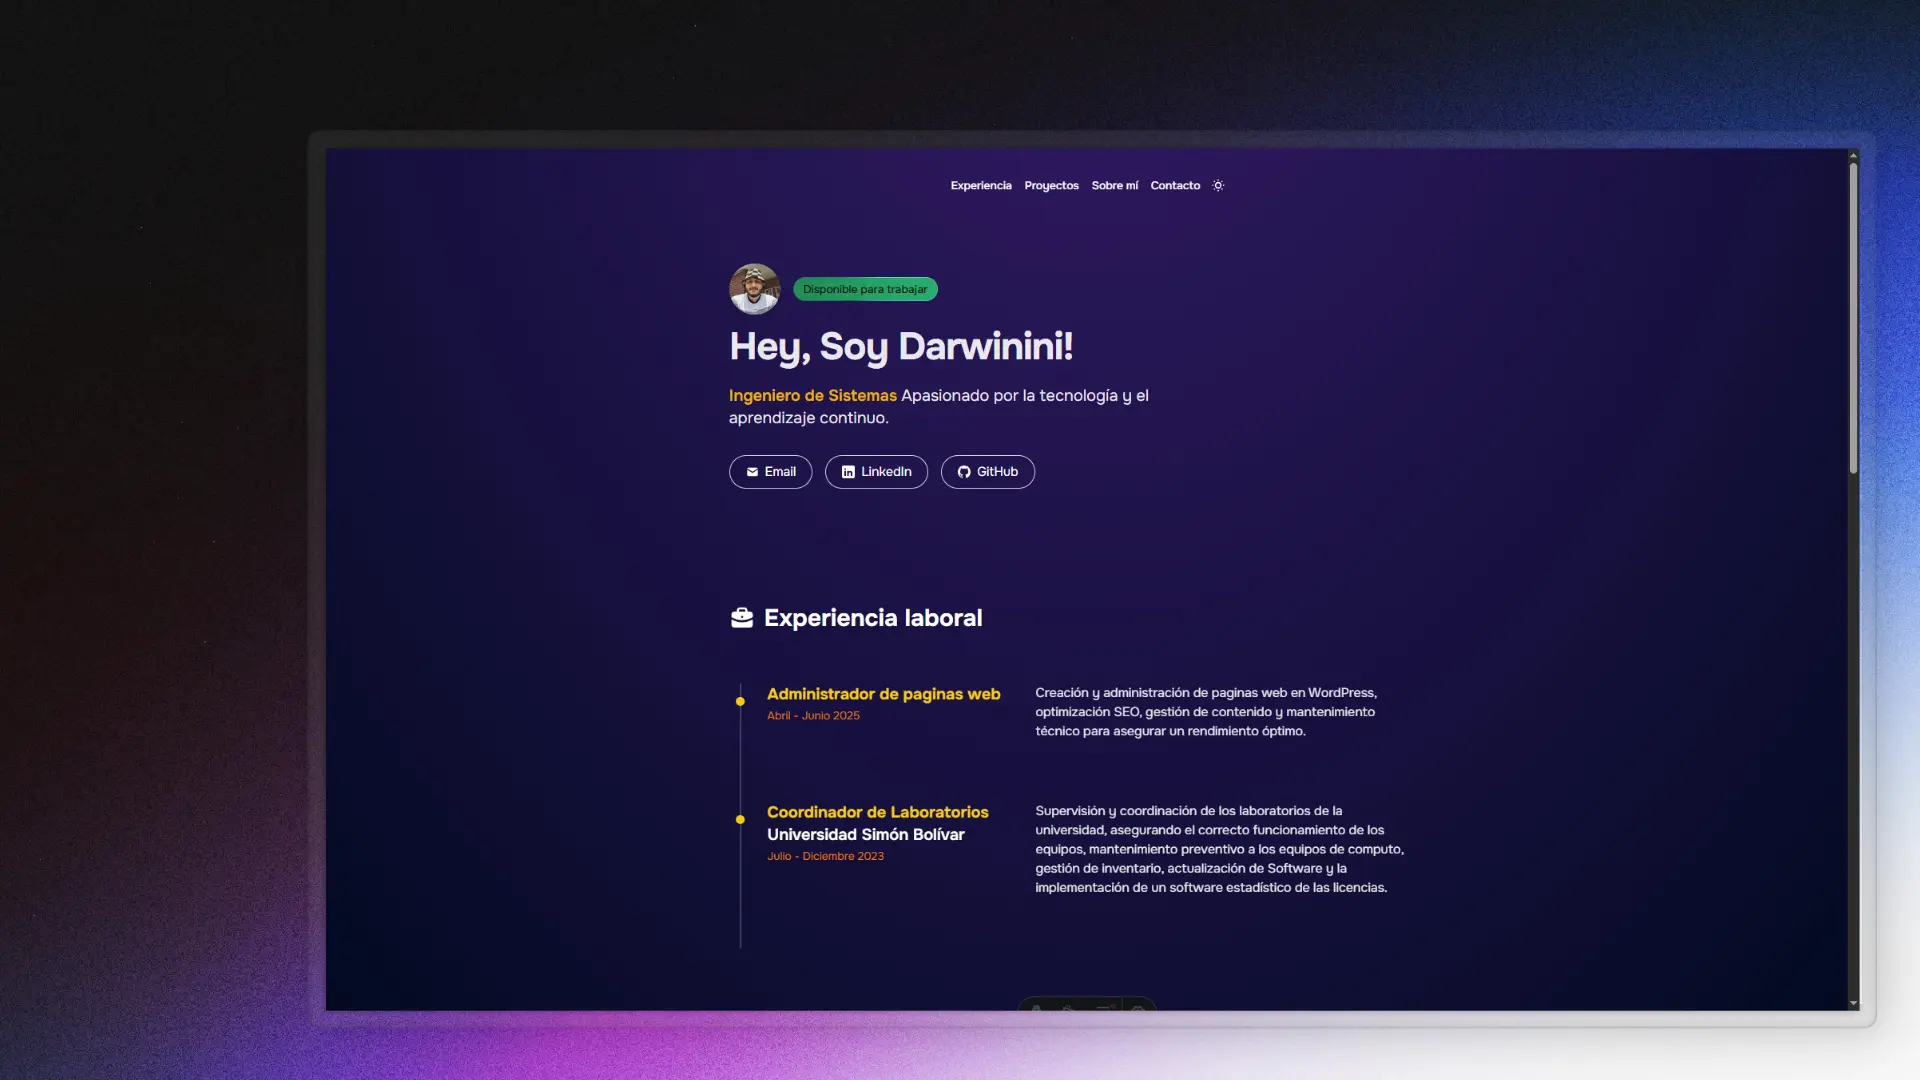 Experiencia Proyectos Sobre mí Contacto
Disponible para trabajar
Hey, Soy Darwinini!
Ingeniero de Sistemas Apasionado por la tecnología y el
aprendizaje continuo.
Email LinkedIn GitHub
Experiencia laboral
Administrador de paginas web
Abril - Junio 2025
Creación y administración de paginas web en WordPress,
optimización SEO, gestión de contenido y mantenimiento
técnico para asegurar un rendimiento óptimo.
Coordinador de Laboratorios
Universidad Simón Bolívar
Julio - Diciembre 2023
Supervisión y coordinación de los laboratorios de la
universidad, asegurando el correcto funcionamiento de los
equipos, mantenimiento preventivo a los equipos de computo,
gestión de inventario, actualización de Software y la
implementación de un software estadístico de las licencias.